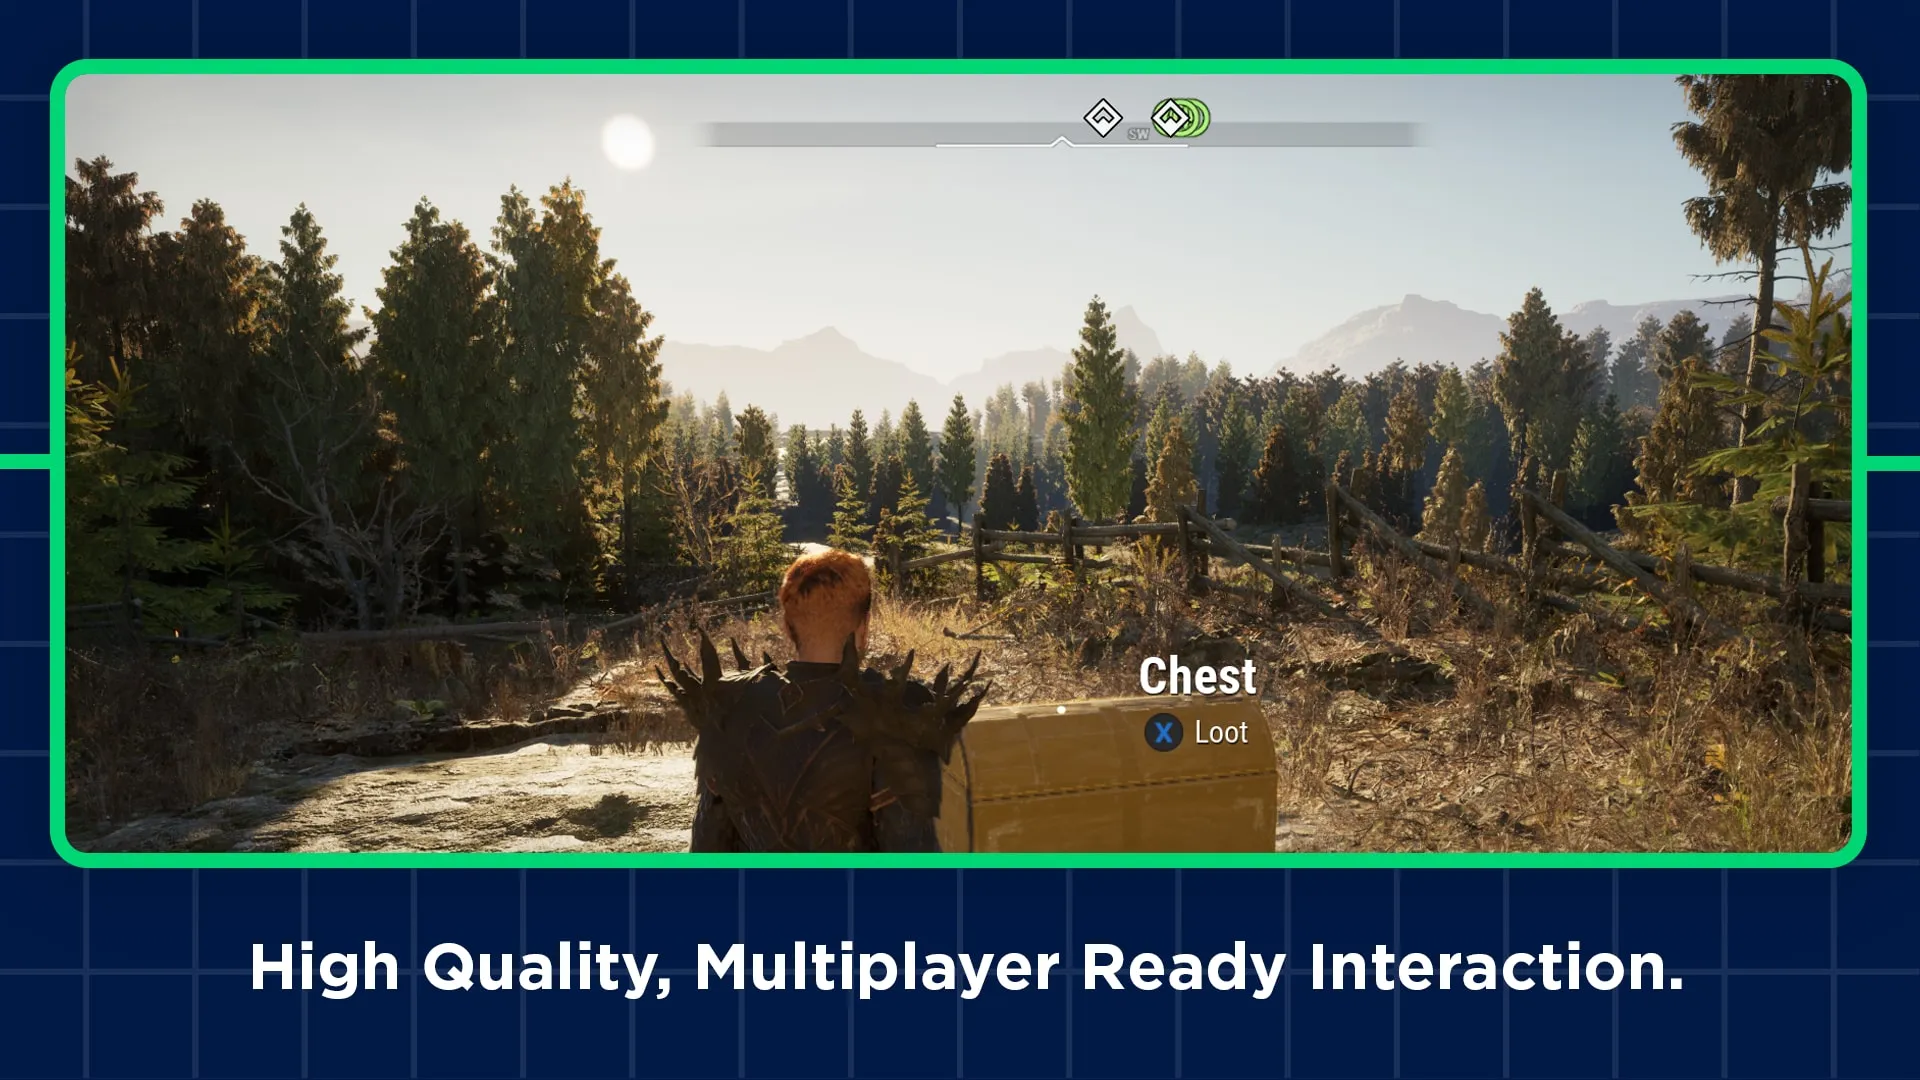 SW
Chest
X Loot
High Quality, Multiplayer Ready Interaction.